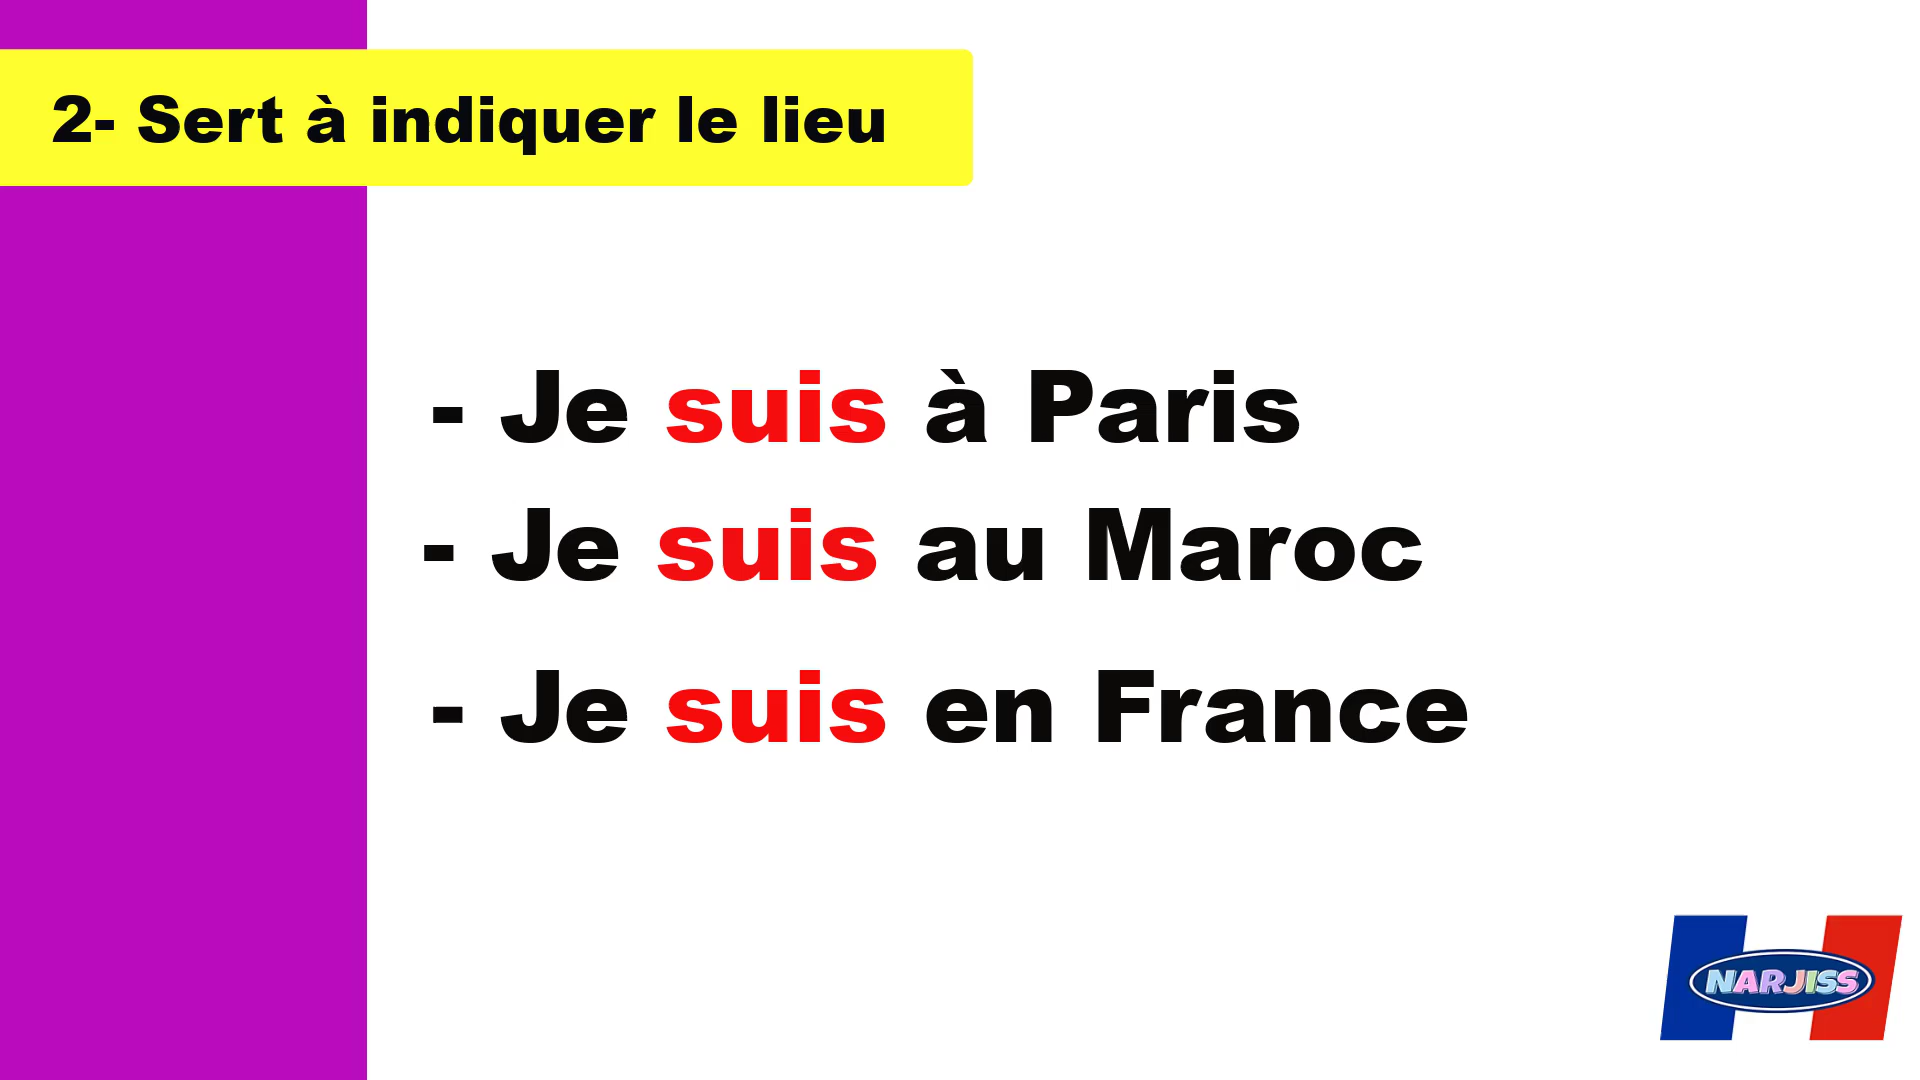 2- Sert à indiquer le lieu
- Je suis à Paris
- Je suis au Maroc
- Je suis en France
NARJISS